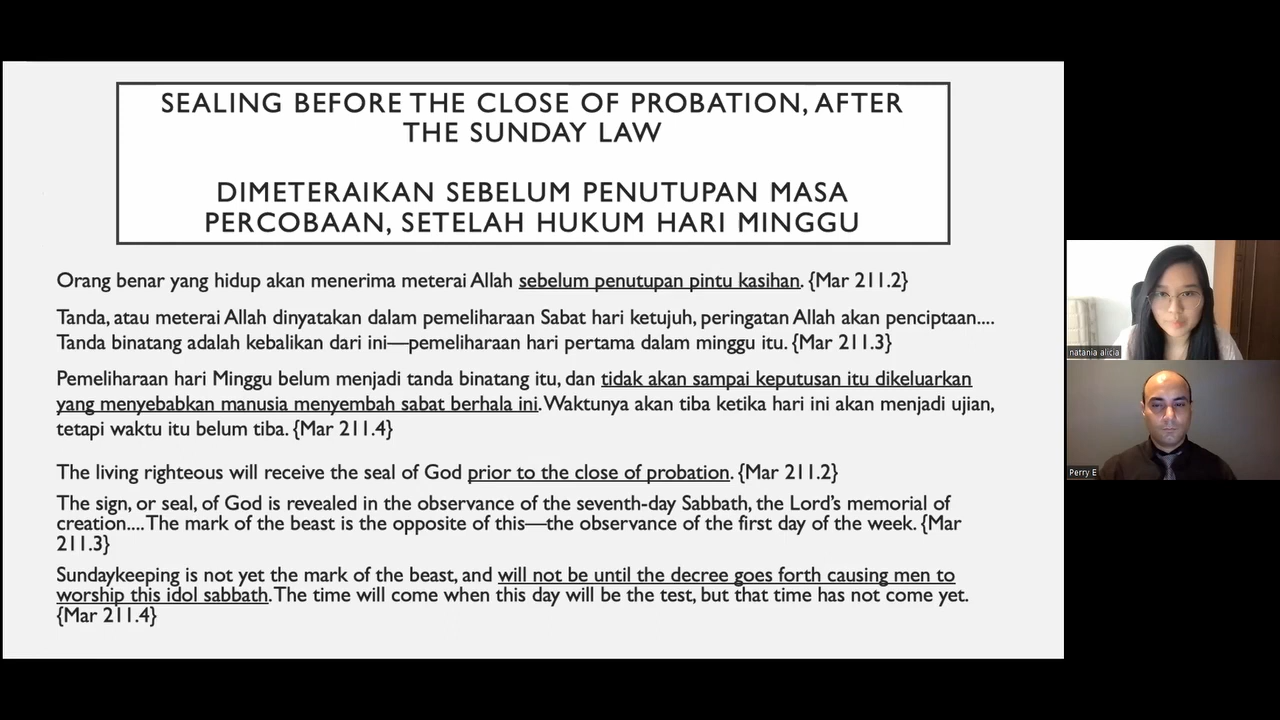 SEALING BEFORE THE CLOSE OF PROBATION, AFTER
THE SUNDAY LAW
DIMETERAIKAN SEBELUM PENUTUPAN MASA
PERCOBAAN, SETELAH HUKUM HARI MINGGU
Orang benar yang hidup akan menerima meterai Allah sebelum penutupan pintu kasihan. {Mar 211.2}
Tanda, atau meterai Allah dinyatakan dalam pemeliharaan Sabat hari ketujuh, peringatan Allah akan penciptaan....
Tanda binatang adalah kebalikan dari ini—pemeliharaan hari pertama dalam minggu itu. {Mar 211.3}
Pemeliharaan hari Minggu belum menjadi tanda binatang itu, dan tidak akan sampai keputusan itu dikeluarkan
yang menyebabkan manusia menyembah sabat berhala ini. Waktunya akan tiba ketika hari ini akan menjadi ujian,
tetapi waktu itu belum tiba. {Mar 211.4}
The living righteous will receive the seal of God prior to the close of probation. {Mar 211.2}
The sign, or seal, of God is revealed in the observance of the seventh-day Sabbath, the Lord's memorial of
creation.... The mark of the beast is the opposite of this—the observance of the first day of the week. {Mar
211.3}
Sundaykeeping is not yet the mark of the beast, and will not be until the decree goes forth causing men to
worship this idol sabbath. The time will come when this day will be the test, but that time has not come yet.
{Mar 211.4}
natania alicia
Perry E